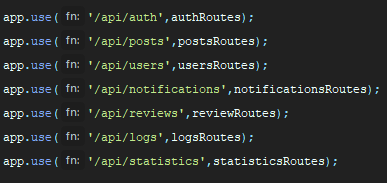 app.use( fn: '/api/auth',authRoutes);
app.use( fn: '/api/posts',postsRoutes);
app.use( fn: '/api/users',usersRoutes);
app.use( fn: '/api/notifications',notificationsRoutes);
app.use( fn: '/api/reviews',reviewRoutes);
app.use( fn: '/api/logs',logsRoutes);
app.use( fn: '/api/statistics',statisticsRoutes);